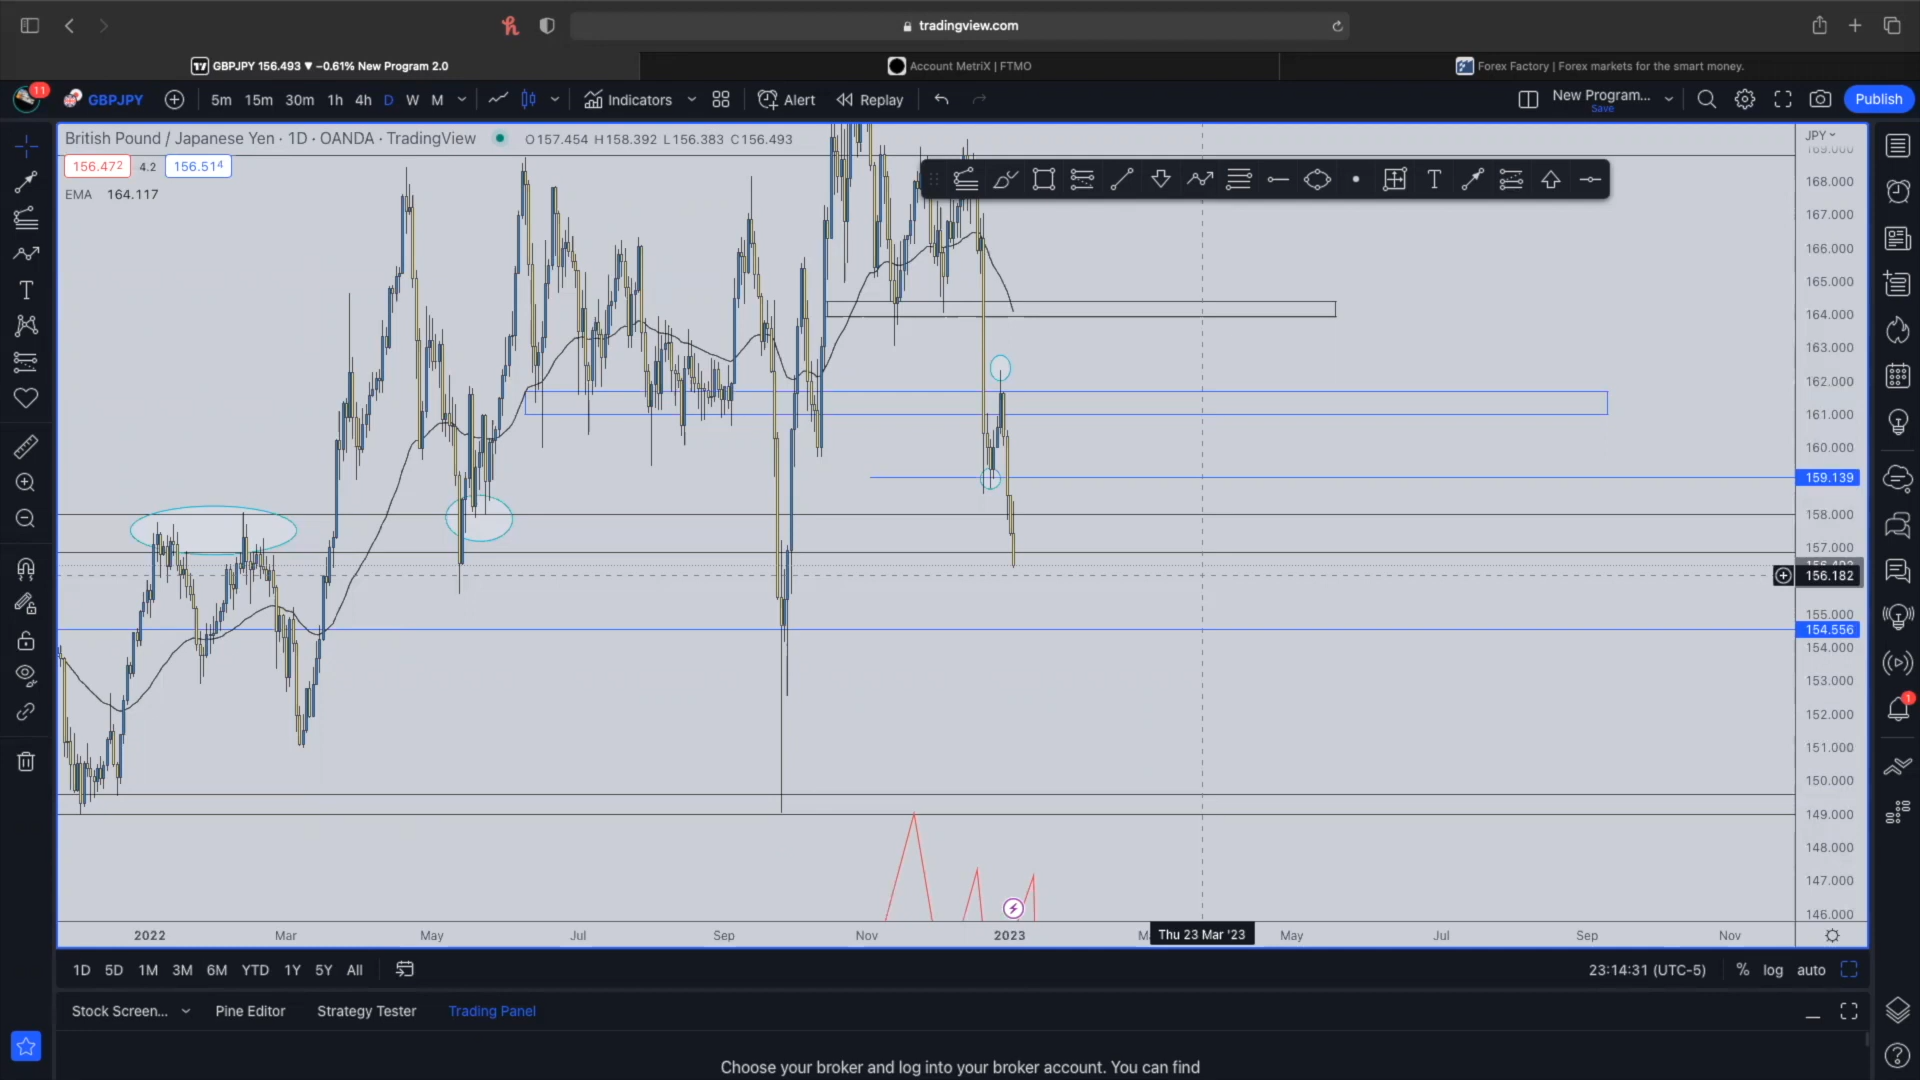 tradingview.com
GBPJPY 156.493 ▼ −0.61% New Program 2.0
Account MetriX | FTMO
Forex Factory | Forex markets for the smart money.
11
GBPJPY
5m 15m 30m 1h 4h D W M
Indicators
Alert
Replay
New Program...
Save
Publish
British Pound / Japanese Yen · 1D · OANDA · TradingView
O157.454 H158.392 L156.383 C156.493
JPY
156.472 4.2 156.514
EMA 164.117
169.000
168.000
167.000
166.000
165.000
164.000
163.000
162.000
161.000
160.000
159.139
158.000
157.000
156.182
155.000
154.556
154.000
153.000
152.000
151.000
150.000
149.000
148.000
147.000
146.000
1
2022 Mar May Jul Sep Nov 2023 Thu 23 Mar '23 May Jul Sep Nov
1D 5D 1M 3M 6M YTD 1Y 5Y All
23:14:31 (UTC-5) % log auto
Stock Screen... Pine Editor Strategy Tester Trading Panel
Choose your broker and log into your broker account. You can find